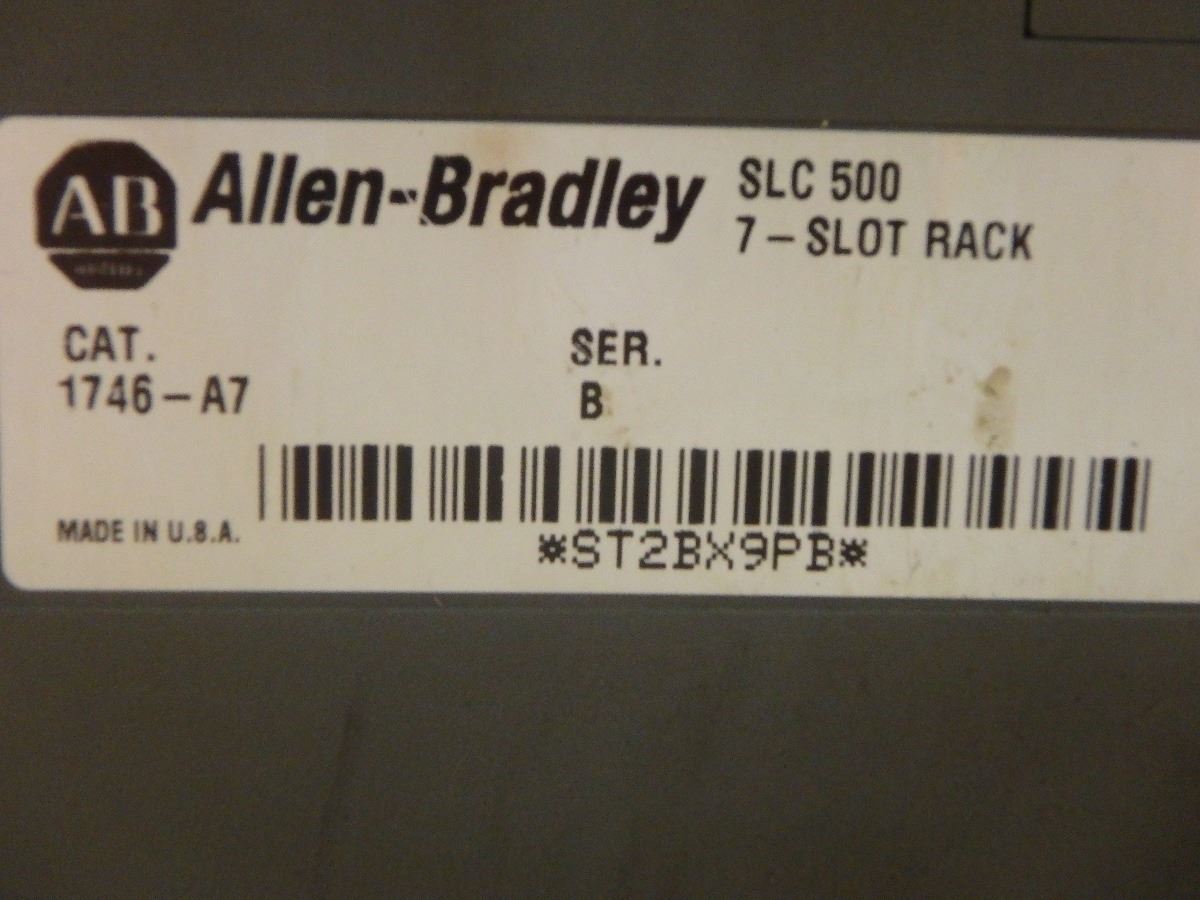 AB
Allen-Bradley
SLC 500
7-SLOT RACK
CAT.
SER.
1746-A7
B
MADE IN U.S.A.
*ST2BX9PB*